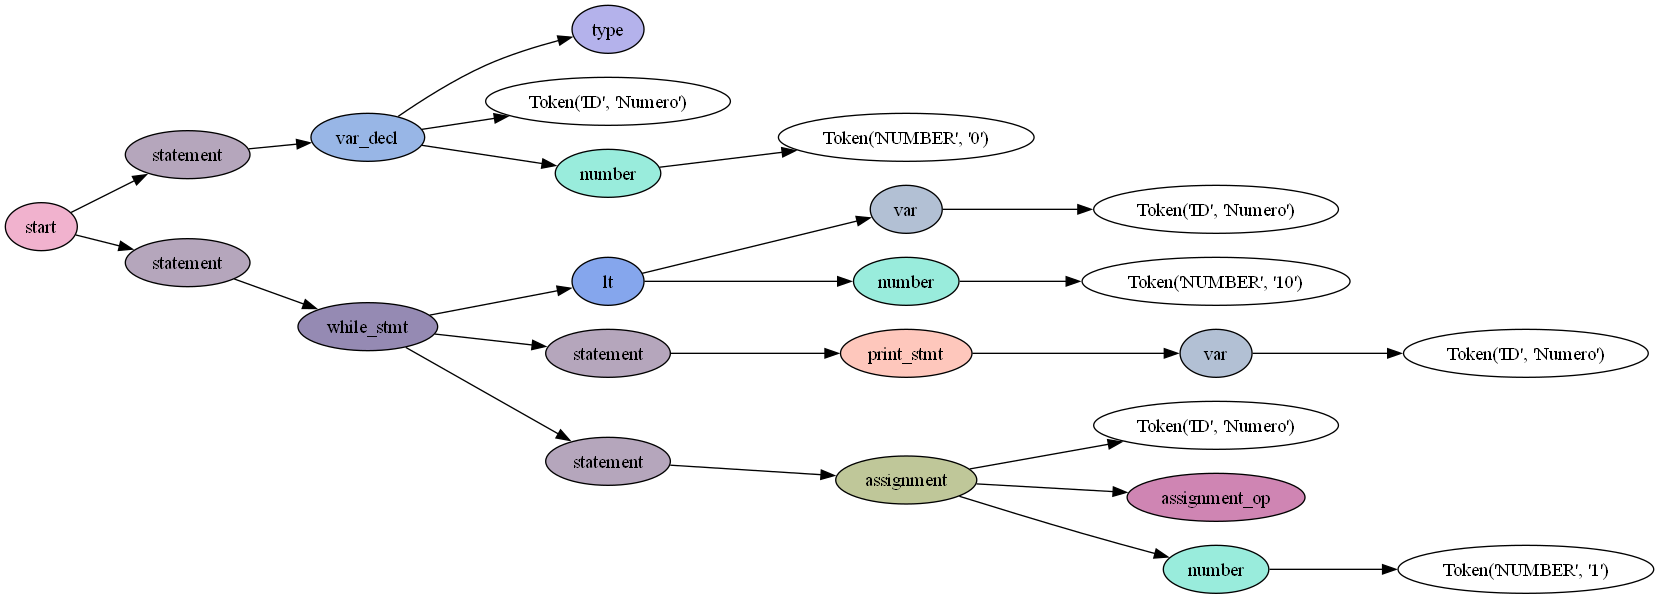 type
Token('ID', 'Numero')
var_decl
Token('NUMBER', '0')
statement
number
var
Token('ID', 'Numero')
start
statement
lt
number
Token('NUMBER', '10')
while_stmt
statement
print_stmt
var
Token('ID', 'Numero')
Token('ID', 'Numero')
statement
assignment
assignment_op
number
Token('NUMBER', '1')